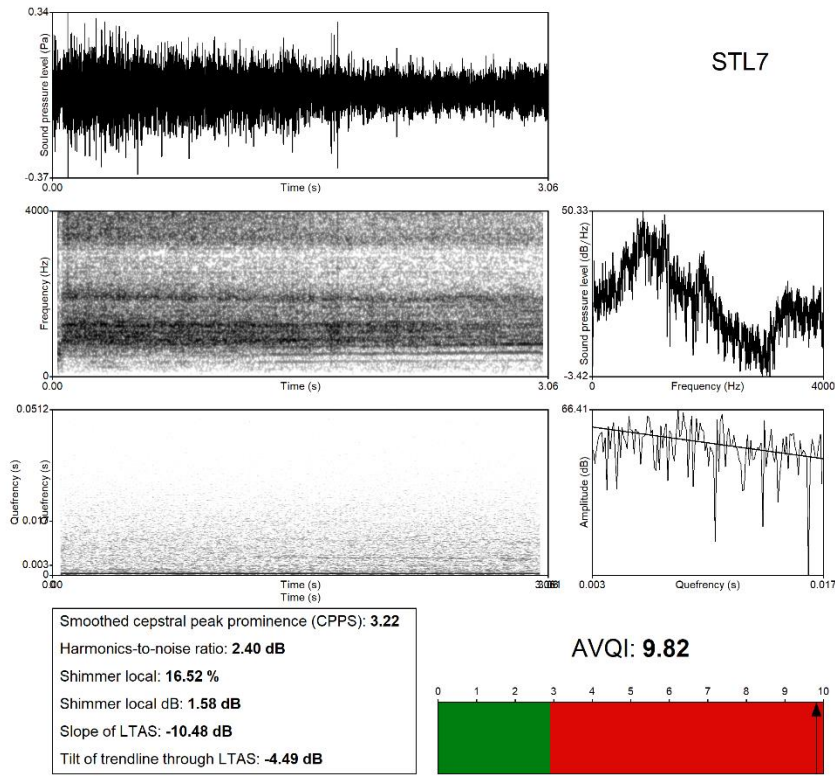 STL7
0.34
Sound pressure level (Pa)
-0.37
0.00
Time (s)
3.06
4000
Frequency (Hz)
0
0.00
Time (s)
3.06
50.33
Sound pressure level (dB/Hz)
-3.42
0
Frequency (Hz)
4000
0.0512
Quefrency (s)
Quefrency (s)
0.003
0
Time (s)
Time (s)
66.41
Amplitude (dB)
0.003
Quefrency (s)
0.017
Smoothed cepstral peak prominence (CPPS): 3.22
Harmonics-to-noise ratio: 2.40 dB
Shimmer local: 16.52 %
Shimmer local dB: 1.58 dB
Slope of LTAS: -10.48 dB
Tilt of trendline through LTAS: -4.49 dB
AVQI: 9.82
0 1 2 3 4 5 6 7 8 9 10